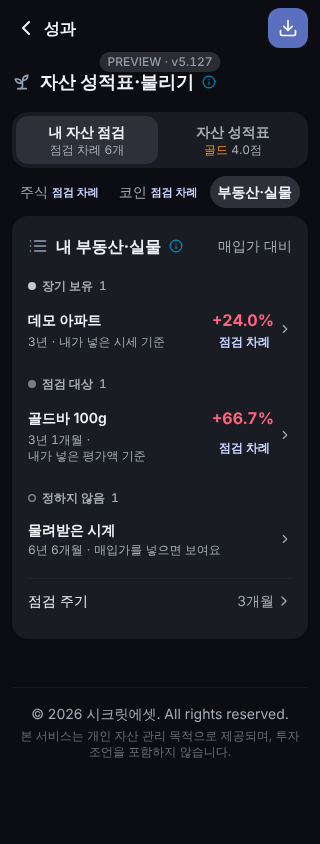 성과
PREVIEW · v5.127
자산 성적표·불리기
내 자산 점검
점검 차례 6개
자산 성적표
골드 4.0점
주식 점검 차례
코인 점검 차례
부동산·실물
내 부동산·실물
매입가 대비
장기 보유 1
데모 아파트
+24.0%
3년 · 내가 넣은 시세 기준
점검 차례
점검 대상 1
골드바 100g
+66.7%
3년 1개월 ·
내가 넣은 평가액 기준
점검 차례
정하지 않음 1
물려받은 시계
6년 6개월 · 매입가를 넣으면 보여요
점검 주기
3개월
© 2026 시크릿에셋. All rights reserved.
본 서비스는 개인 자산 관리 목적으로 제공되며, 투자
조언을 포함하지 않습니다.